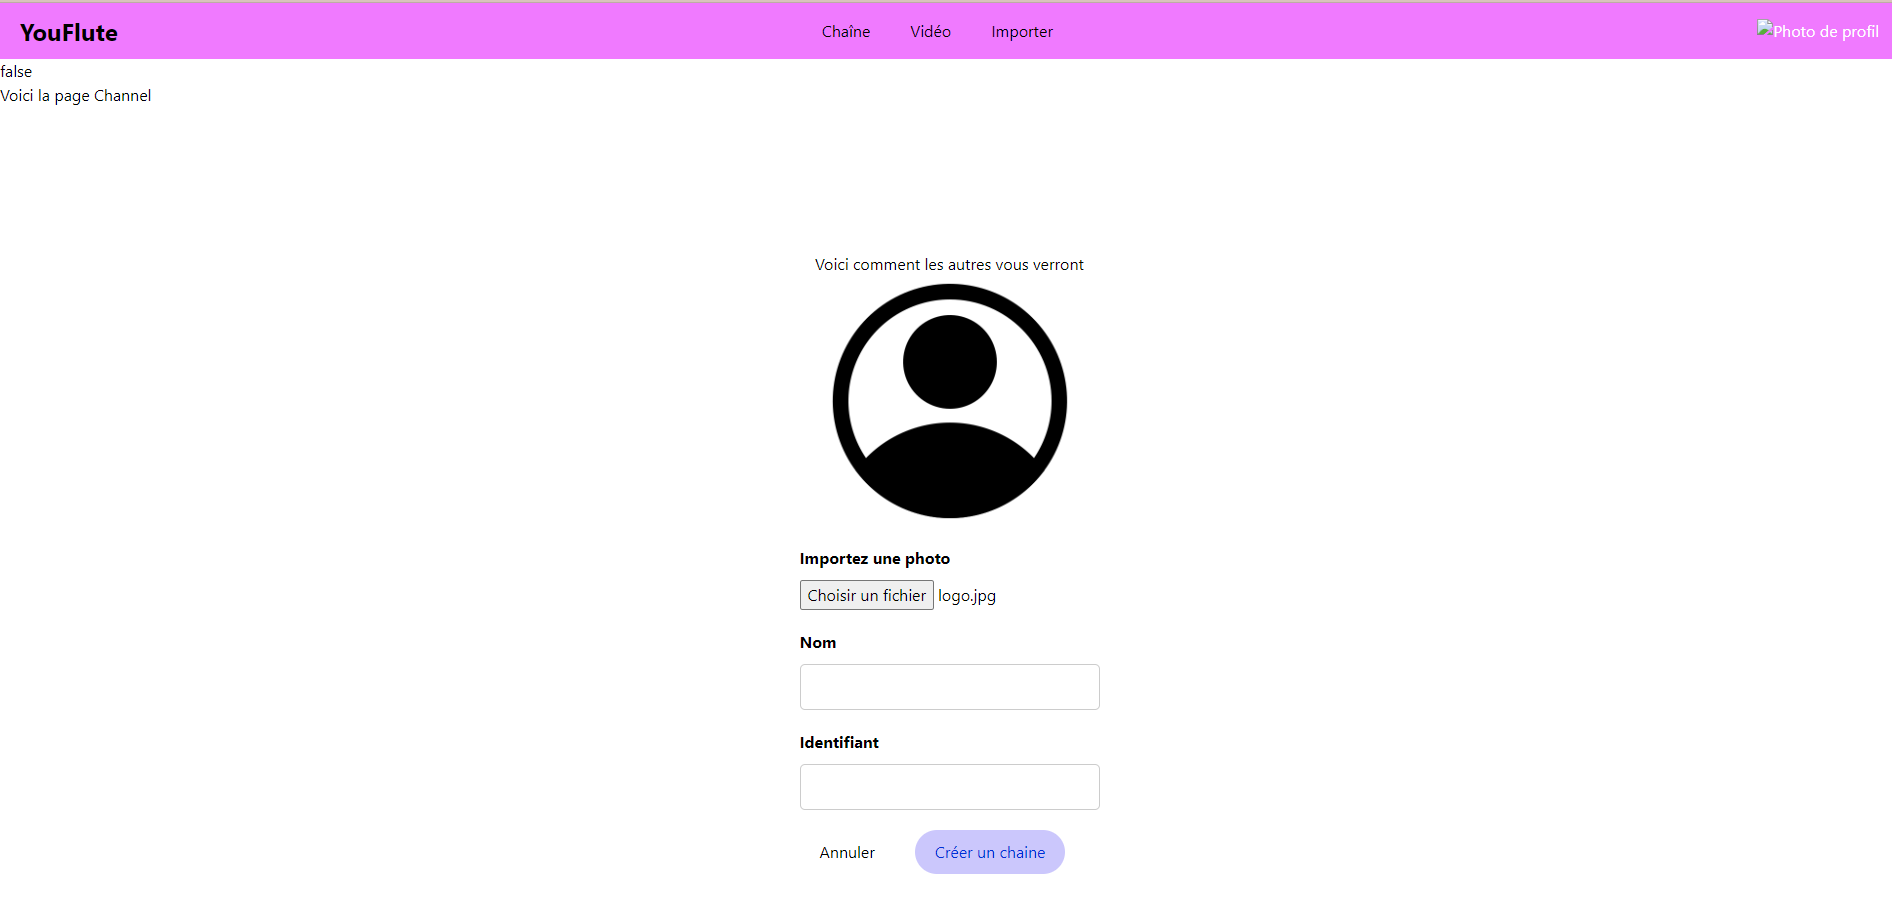 YouFlute
Chaîne Vidéo Importer
Photo de profil
false
Voici la page Channel
Voici comment les autres vous verront
Importez une photo
Choisir un fichier logo.jpg
Nom
Identifiant
Annuler Créer un chaine